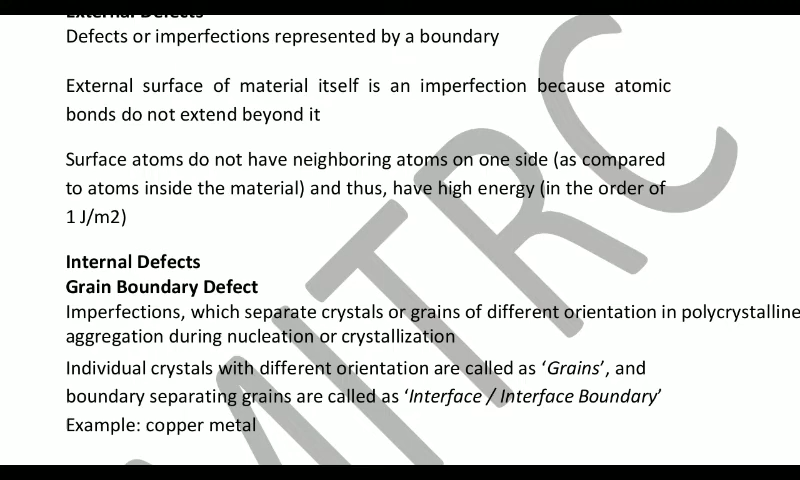 External Defects
Defects or imperfections represented by a boundary
External surface of material itself is an imperfection because atomic
bonds do not extend beyond it
Surface atoms do not have neighboring atoms on one side (as compared
to atoms inside the material) and thus, have high energy (in the order of
1 J/m2)
Internal Defects
Grain Boundary Defect
Imperfections, which separate crystals or grains of different orientation in polycrystalline
aggregation during nucleation or crystallization
Individual crystals with different orientation are called as ‘Grains’, and
boundary separating grains are called as ‘Interface / Interface Boundary’
Example: copper metal
MITRC